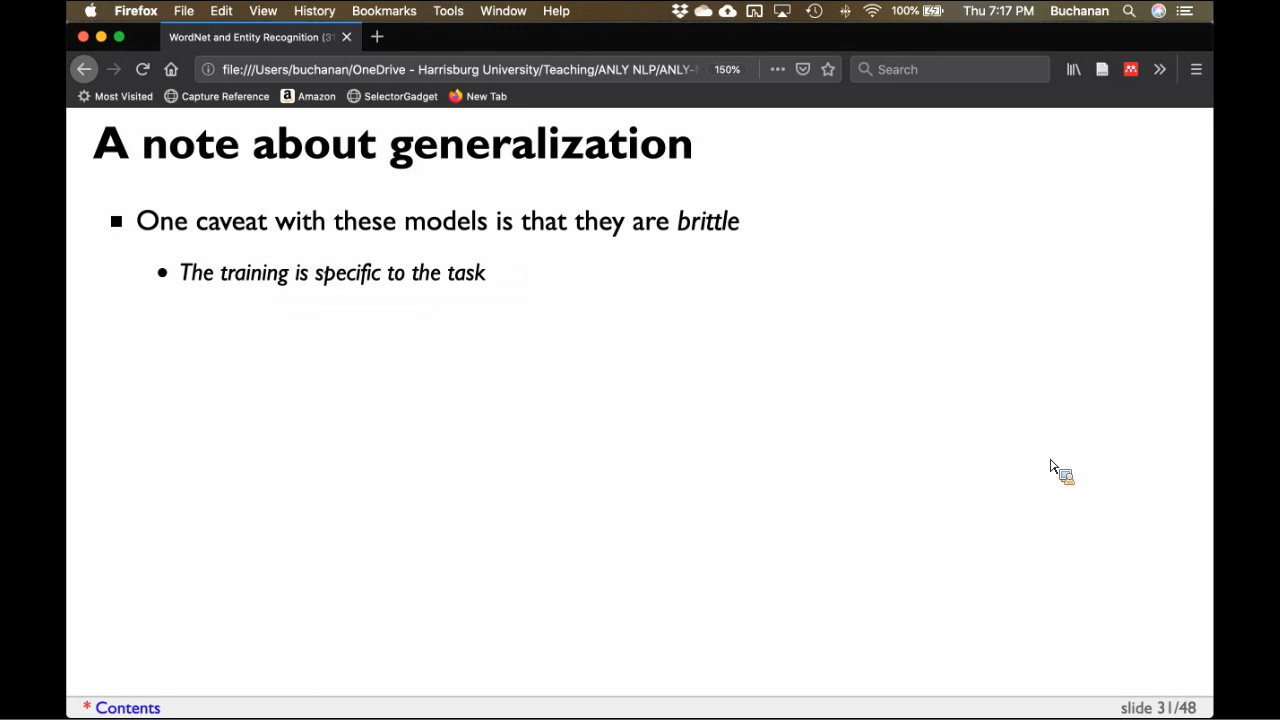 Firefox File Edit View History Bookmarks Tools Window Help 100% Thu 7:17 PM Buchanan
WordNet and Entity Recognition (3
file:///Users/buchanan/OneDrive - Harrisburg University/Teaching/ANLY NLP/ANLY- 150% Search
Most Visited Capture Reference Amazon SelectorGadget New Tab
A note about generalization
One caveat with these models is that they are brittle
The training is specific to the task
* Contents slide 31/48